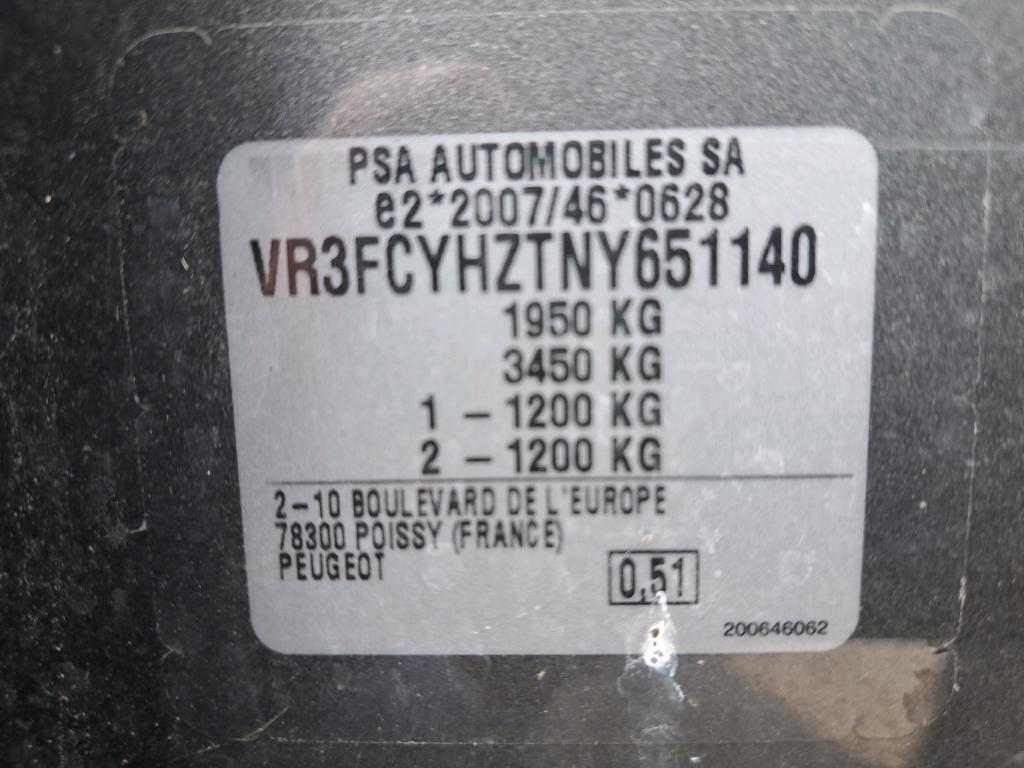 PSA AUTOMOBILES SA
e2*2007/46*0628
VR3FCYHZTNY651140
1950 KG
3450 KG
1 - 1200 KG
2 - 1200 KG
2-10 BOULEVARD DE L'EUROPE
78300 POISSY (FRANCE)
PEUGEOT
0,51
200646062